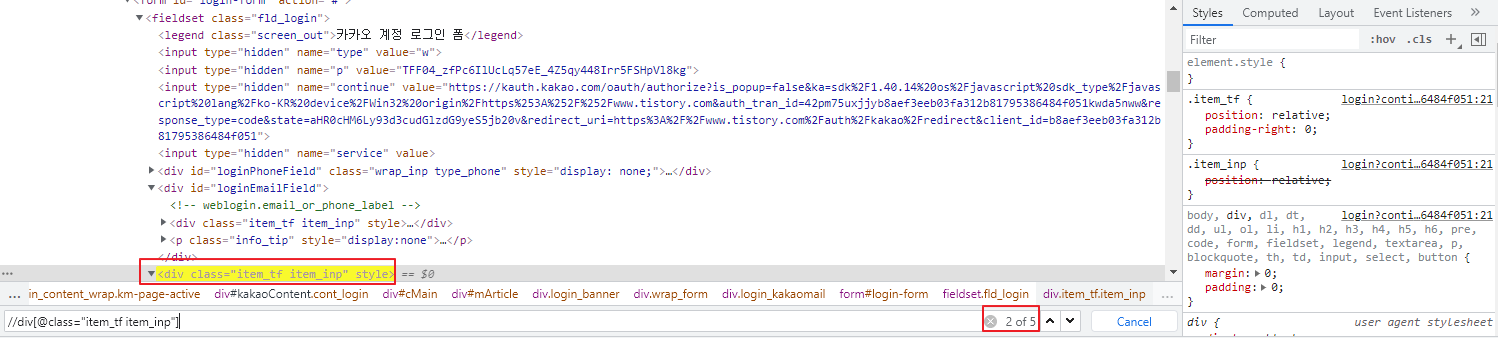 <form id="login-form" action="#">
▼<fieldset class="fld_login">
<legend class="screen_out">카카오 계정 로그인 폼</legend>
<input type="hidden" name="type" value="w">
<input type="hidden" name="p" value="TFF04_zfPc6IlUcLq57eE_4Z5qy448Irr5FSHpVl8kg">
<input type="hidden" name="continue" value="https://kauth.kakao.com/oauth/authorize?is_popup=false&ka=sdk%2F1.40.14%20os%2Fjavascript%20sdk_type%2Fjavas
cript%20lang%2Fko-KR%20device%2FWin32%20origin%2Fhttps%253A%252F%252Fwww.tistory.com&auth_tran_id=42pm75uxjjyb8aef3eeb03fa312b81795386484f051kwda5nww&re
sponse_type=code&state=aHR0cHM6Ly93d3cudGlzdG9yeS5jb20v&redirect_uri=https%3A%2F%2Fwww.tistory.com%2Fauth%2Fkakao%2Fredirect&client_id=b8aef3eeb03fa312b
81795386484f051">
<input type="hidden" name="service" value>
▶<div id="loginPhoneField" class="wrap_inp type_phone" style="display: none;">…</div>
▼<div id="loginEmailField">
<!-- weblogin.email_or_phone_label -->
▶<div class="item_tf item_inp" style>…</div>
▶<p class="info_tip" style="display:none">…</p>
</div>
… ▼<div class="item_tf item_inp" style> == $0
… in_content_wrap.km-page-active div#kakaoContent.cont_login div#cMain div#mArticle div.login_banner div.wrap_form div.login_kakaomail form#login-form fieldset.fld_login div.item_tf.item_inp …
//div[@class="item_tf item_inp"] 2 of 5 Cancel
Styles Computed Layout Event Listeners »
Filter :hov .cls +
element.style {
}
.item_tf { login?conti…6484f051:21
position: relative;
padding-right: 0;
}
.item_inp { login?conti…6484f051:21
position: relative;
}
body, div, dl, dt, login?conti…6484f051:21
dd, ul, ol, li, h1, h2, h3, h4, h5, h6, pre,
code, form, fieldset, legend, textarea, p,
blockquote, th, td, input, select, button {
margin: ▶ 0;
padding: ▶ 0;
}
div { user agent stylesheet